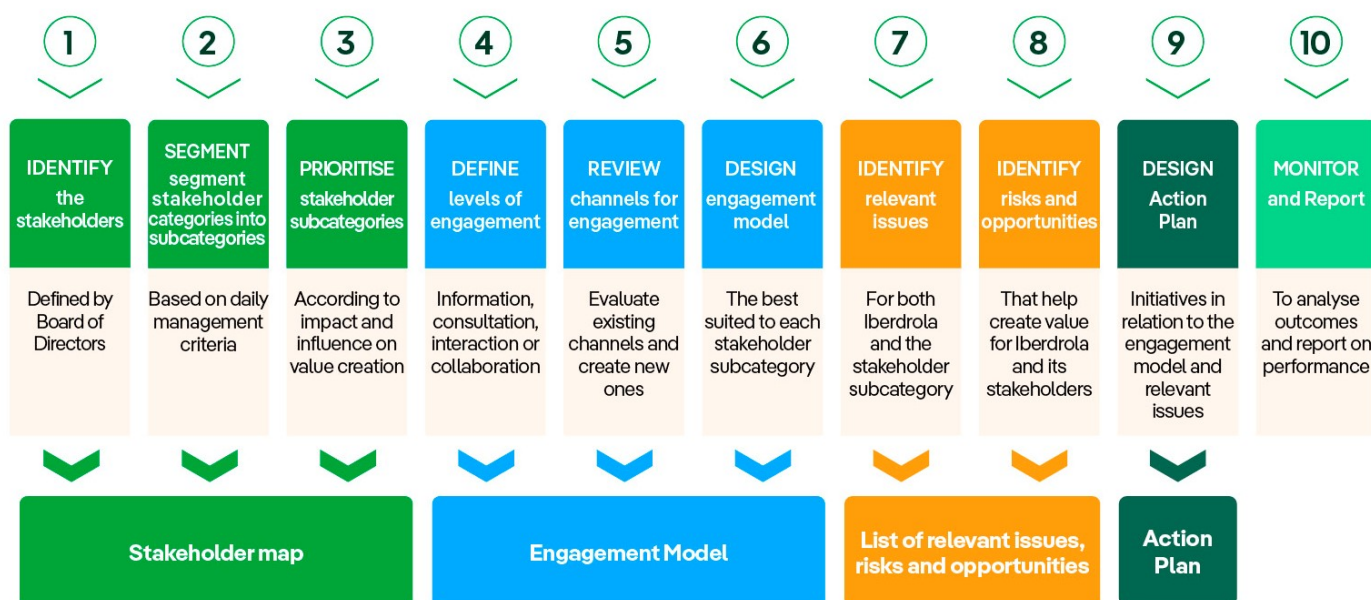 1
2
3
4
5
6
7
8
9
10
IDENTIFY
the
stakeholders
SEGMENT
segment
stakeholder
categories into
subcategories
PRIORITISE
stakeholder
subcategories
DEFINE
levels of
engagement
REVIEW
channels for
engagement
DESIGN
engagement
model
IDENTIFY
relevant
issues
IDENTIFY
risks and
opportunities
DESIGN
Action
Plan
MONITOR
and Report
Defined by
Board of
Directors
Based on daily
management
criteria
According to
impact and
influence on
value creation
Information,
consultation,
interaction or
collaboration
Evaluate
existing
channels and
create new
ones
The best
suited to each
stakeholder
subcategory
For both
Iberdrola
and the
stakeholder
subcategory
That help
create value
for Iberdrola
and its
stakeholders
Initiatives in
relation to the
engagement
model and
relevant
issues
To analyse
outcomes
and report on
performance
Stakeholder map
Engagement Model
List of relevant issues,
risks and opportunities
Action
Plan